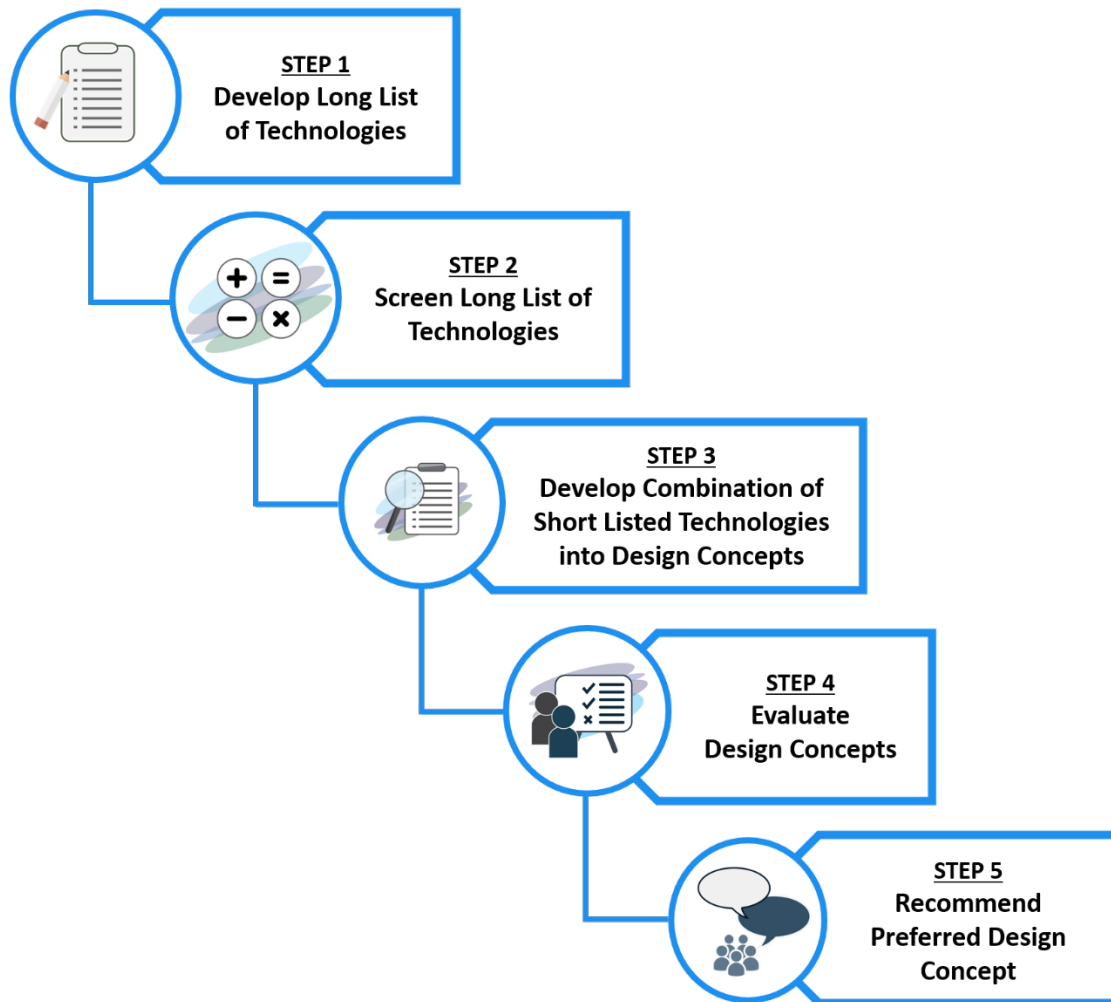 STEP 1
Develop Long List
of Technologies
STEP 2
Screen Long List of
Technologies
STEP 3
Develop Combination of
Short Listed Technologies
into Design Concepts
STEP 4
Evaluate
Design Concepts
STEP 5
Recommend
Preferred Design
Concept